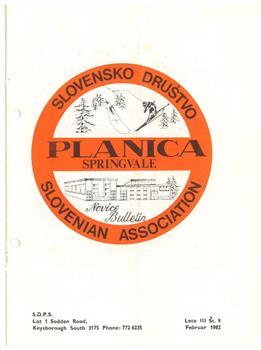 SLOVENSKO DRUŠTVO
PLANICA
SPRINGVALE
Novice
Bulletin
SLOVENIAN ASSOCIATION
S.D.P.S.
Lot 1 Soden Road,
Keysborough South 3175 Phone: 772 6235
Leto III Št. 9
Februar 1982